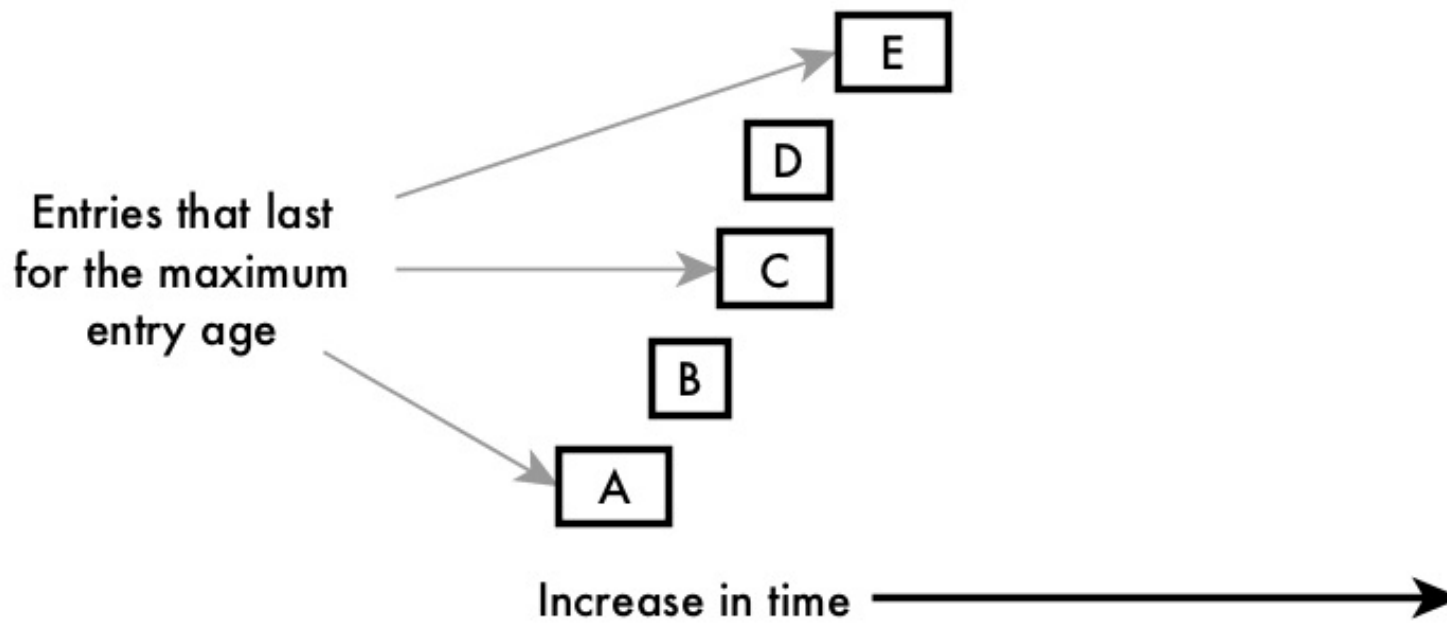 E
D
Entries that last
for the maximum
entry age
C
B
A
Increase in time